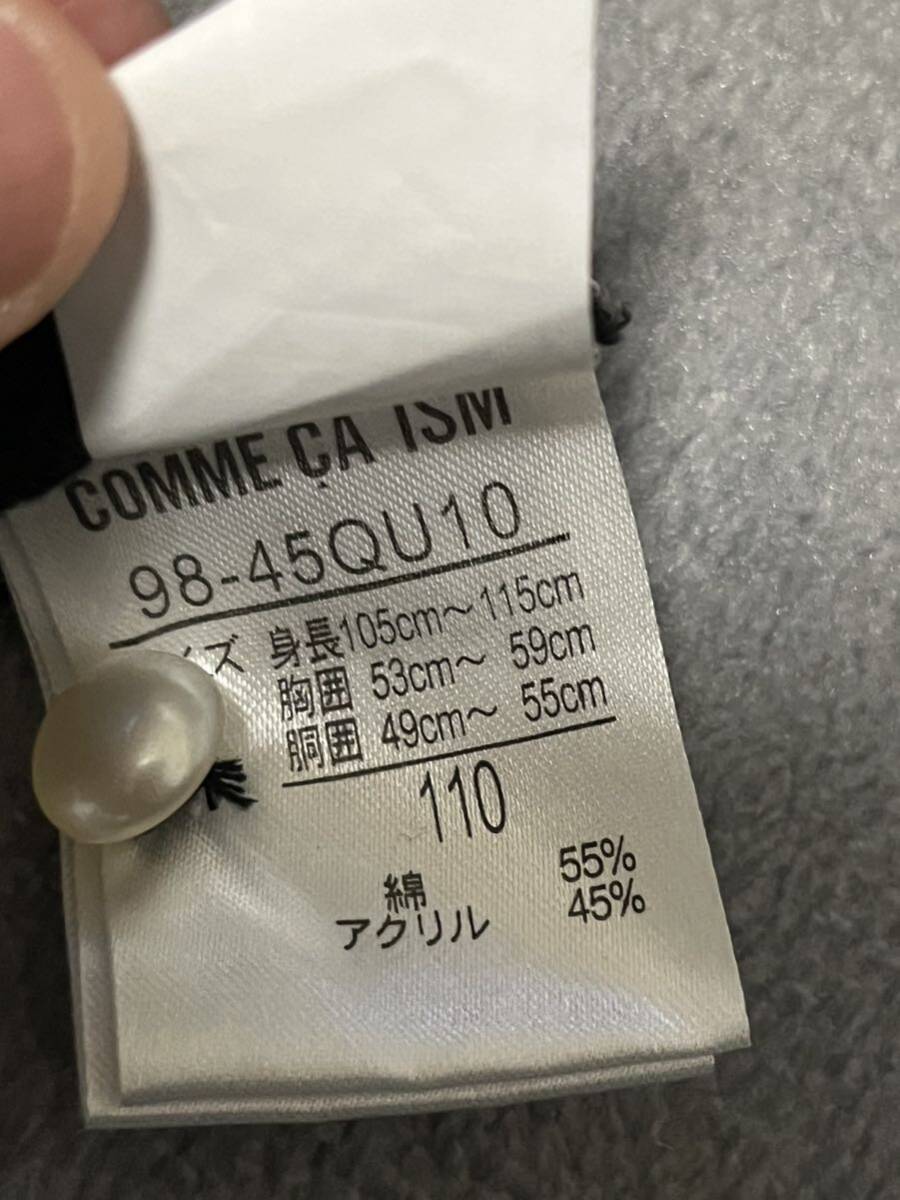 COMME ÇA ISM
98-45QU10
身長105cm～115cm
胸囲 53cm～ 59cm
胴囲 49cm～ 55cm
110
綿 55%
アクリル 45%